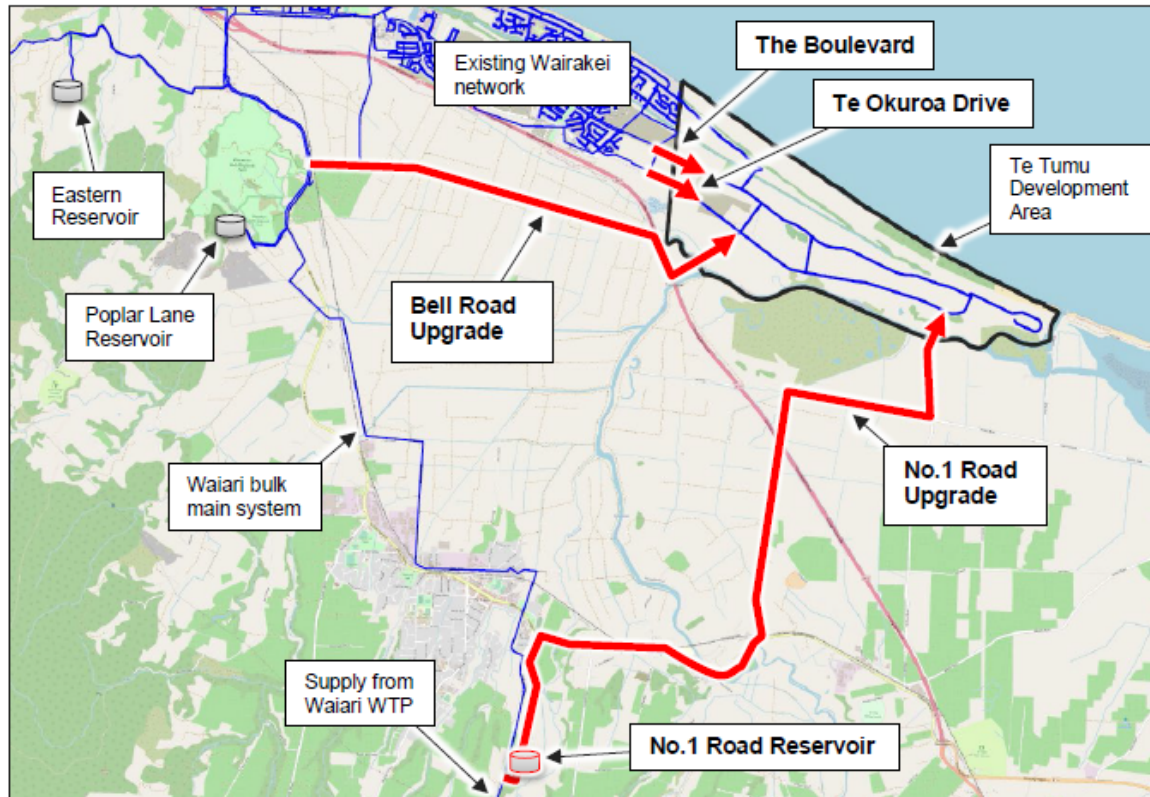 The Boulevard
Existing Wairakei
network
Te Okuroa Drive
Te Tumu
Development
Area
Eastern
Reservoir
Poplar Lane
Reservoir
Bell Road
Upgrade
Waiari bulk
main system
No.1 Road
Upgrade
Supply from
Waiari WTP
No.1 Road Reservoir